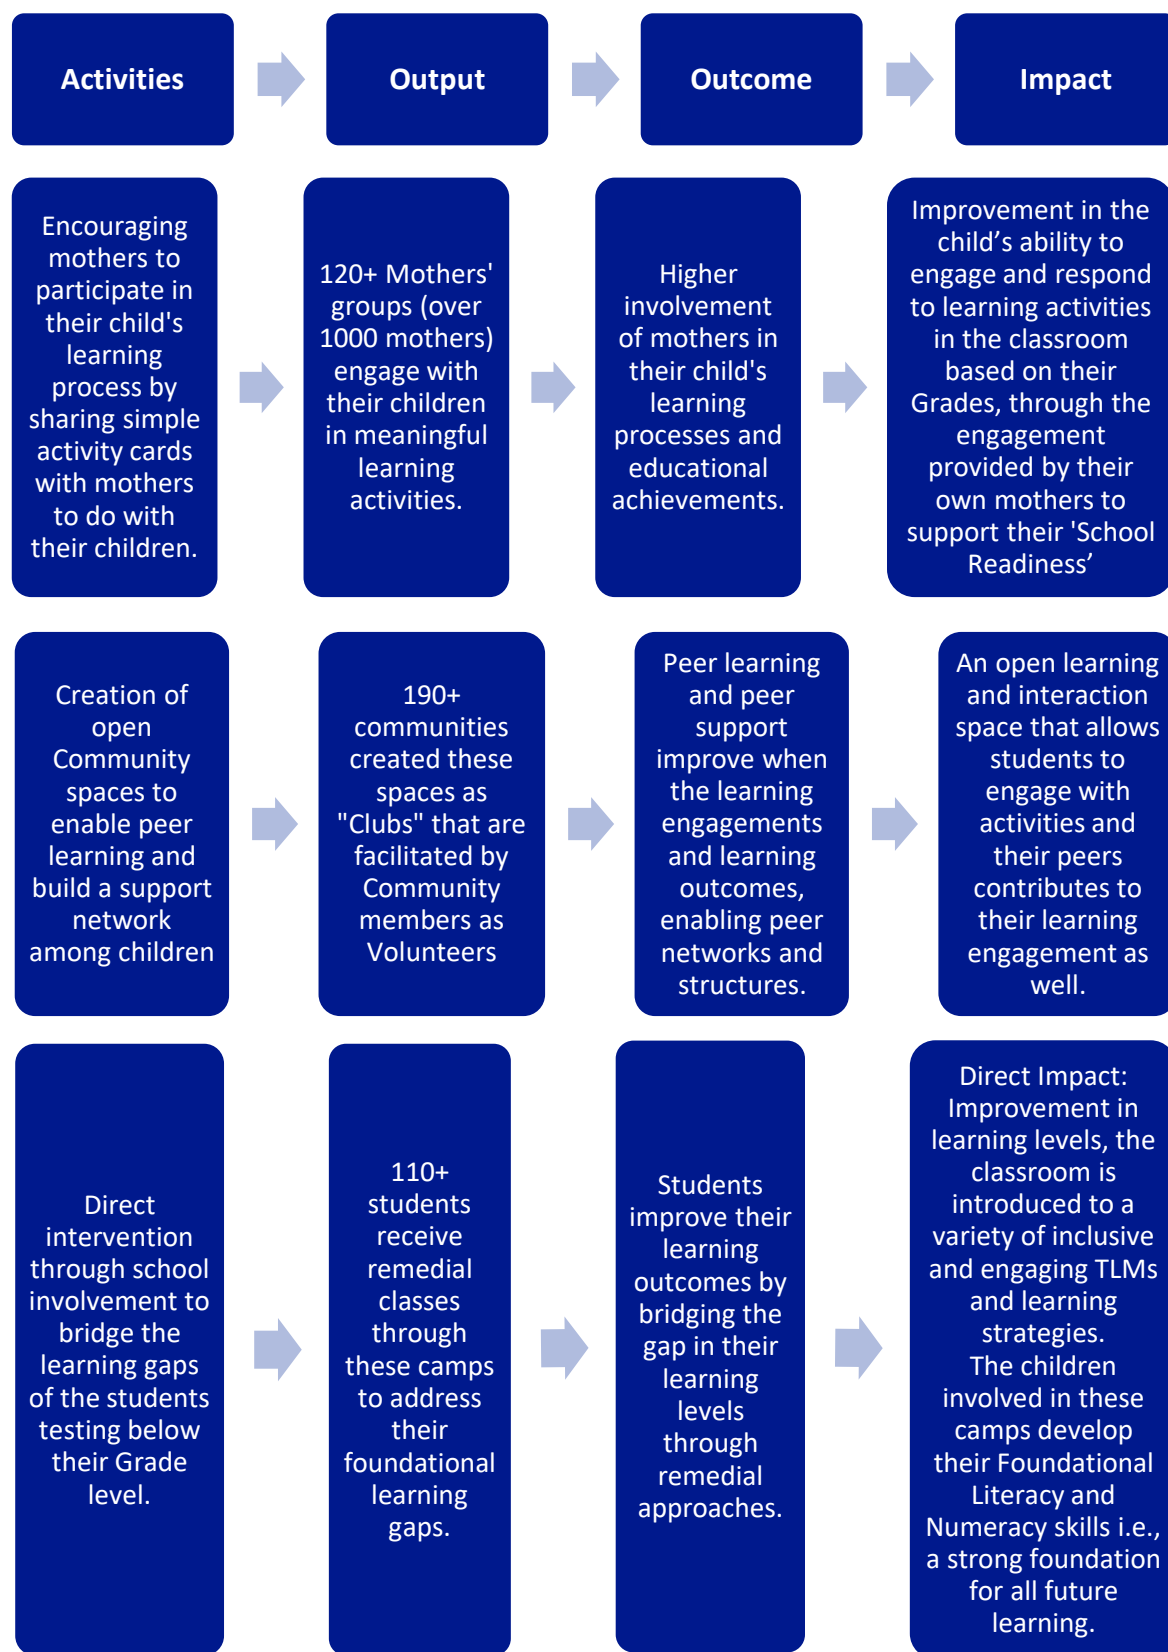 Activities
Output
Outcome
Impact
Encouraging
mothers to
participate in
their child's
learning
process by
sharing simple
activity cards
with mothers
to do with
their children.
120+ Mothers'
groups (over
1000 mothers)
engage with
their children
in meaningful
learning
activities.
Higher
involvement
of mothers in
their child's
learning
processes and
educational
achievements.
Improvement in the
child’s ability to
engage and respond
to learning activities
in the classroom
based on their
Grades, through the
engagement
provided by their
own mothers to
support their 'School
Readiness’
Creation of
open
Community
spaces to
enable peer
learning and
build a support
network
among children
190+
communities
created these
spaces as
"Clubs" that are
facilitated by
Community
members as
Volunteers
Peer learning
and peer
support
improve when
the learning
engagements
and learning
outcomes,
enabling peer
networks and
structures.
An open learning
and interaction
space that allows
students to
engage with
activities and
their peers
contributes to
their learning
engagement as
well.
Direct
intervention
through school
involvement to
bridge the
learning gaps
of the students
testing below
their Grade
level.
110+
students
receive
remedial
classes
through
these camps
to address
their
foundational
learning
gaps.
Students
improve their
learning
outcomes by
bridging the
gap in their
learning
levels
through
remedial
approaches.
Direct Impact:
Improvement in
learning levels, the
classroom is
introduced to a
variety of inclusive
and engaging TLMs
and learning
strategies.
The children
involved in these
camps develop
their Foundational
Literacy and
Numeracy skills i.e.,
a strong foundation
for all future
learning.